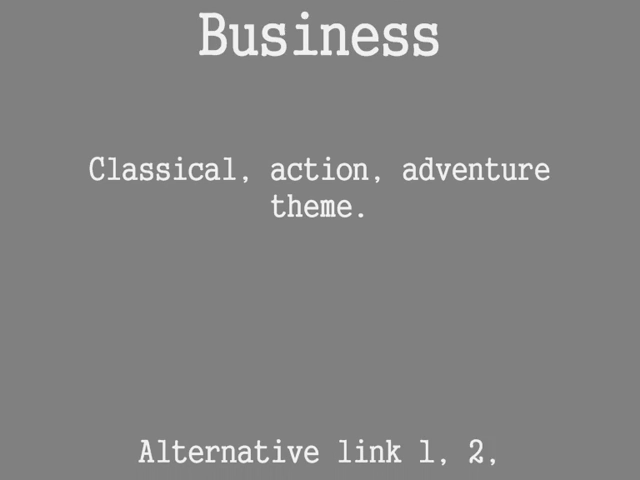 Business
Classical, action, adventure
theme.
Alternative link 1, 2,